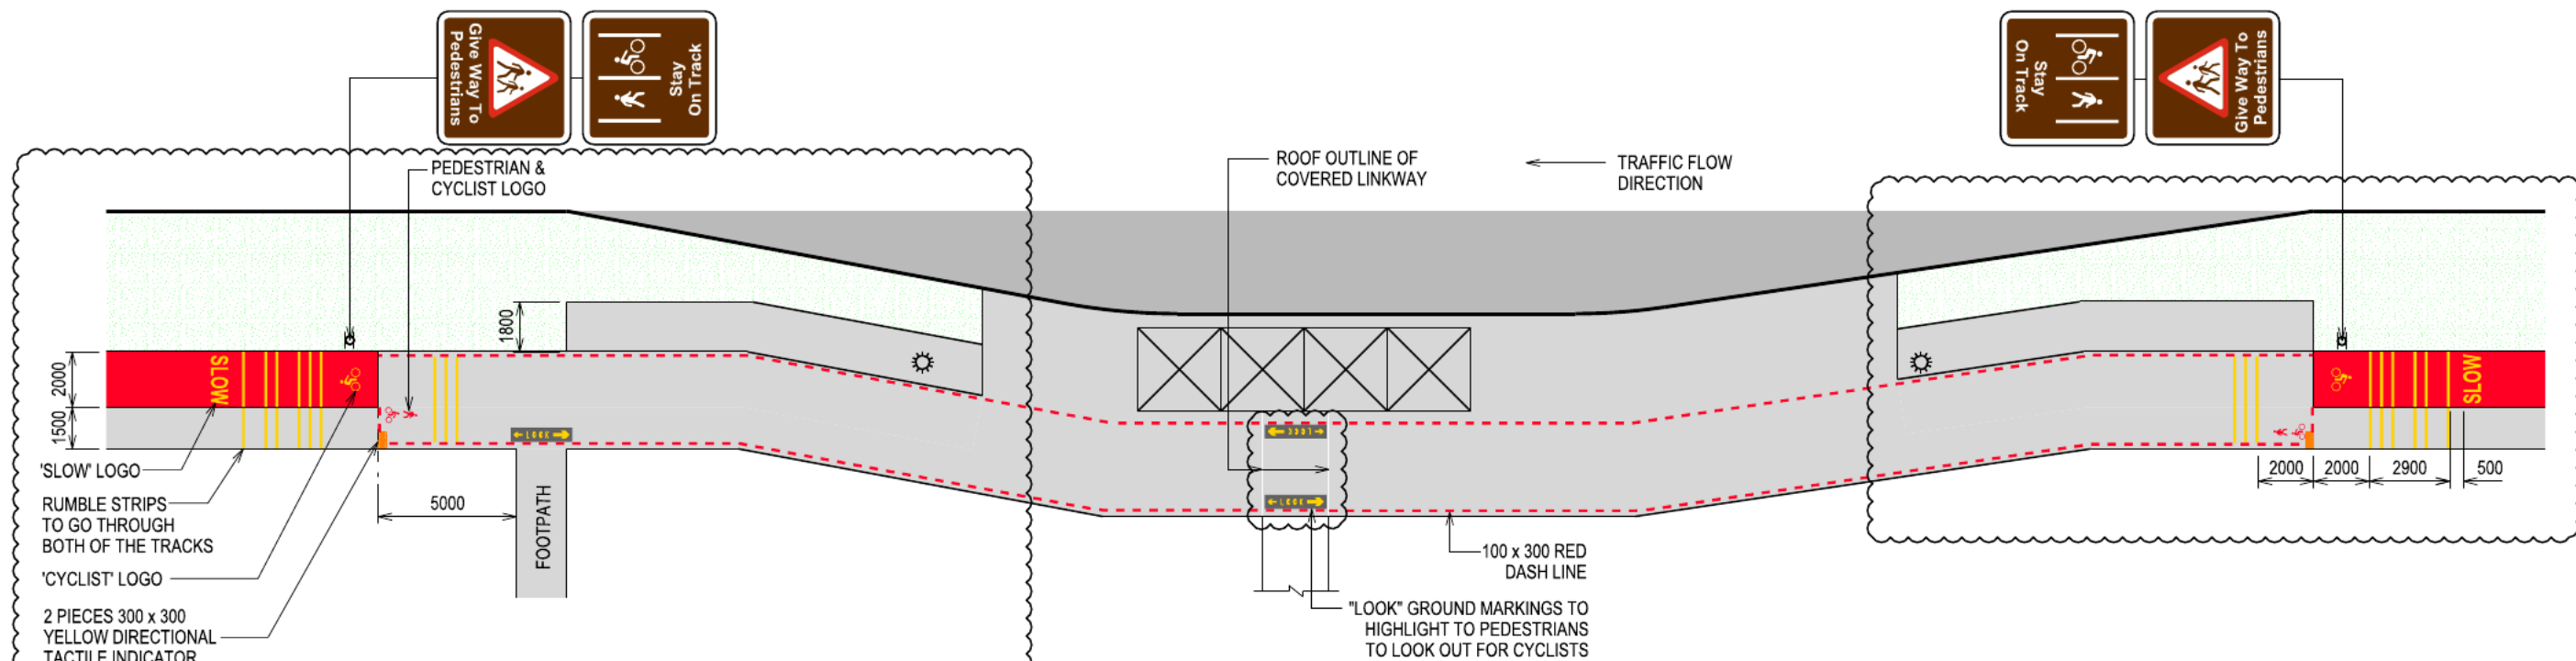 Give Way To
Pedestrians
Stay
On Track
Stay
On Track
Give Way To
Pedestrians
PEDESTRIAN &
CYCLIST LOGO
ROOF OUTLINE OF
COVERED LINKWAY
TRAFFIC FLOW
DIRECTION
1800
2000
1500
SLOW
SLOW
LOOK
LOOK
LOOK
'SLOW' LOGO
RUMBLE STRIPS
TO GO THROUGH
BOTH OF THE TRACKS
'CYCLIST' LOGO
2 PIECES 300 x 300
YELLOW DIRECTIONAL
TACTILE INDICATOR
5000
FOOTPATH
100 x 300 RED
DASH LINE
"LOOK" GROUND MARKINGS TO
HIGHLIGHT TO PEDESTRIANS
TO LOOK OUT FOR CYCLISTS
2000
2000
2900
500